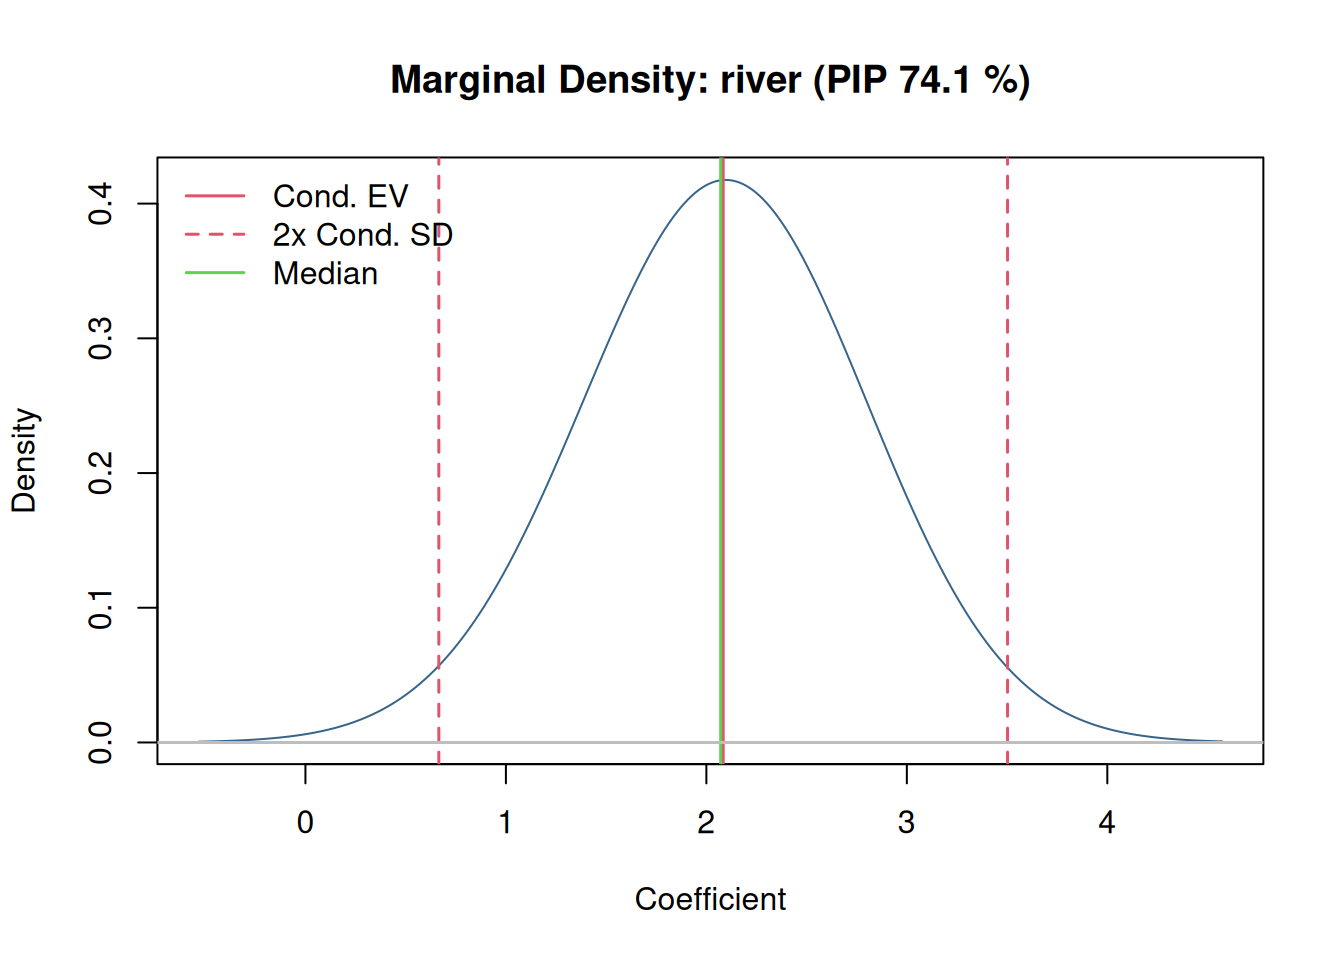 Marginal Density: river (PIP 74.1 %)
Cond. EV
2x Cond. SD
Median
Density
0.4
0.3
0.2
0.1
0.0
0 1 2 3 4
Coefficient